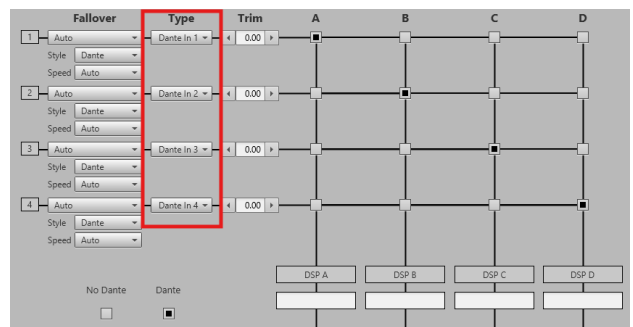 Fallover Type Trim A B C D
1 Auto Dante In 1 0.00
Style Dante
Speed Auto
2 Auto Dante In 2 0.00
Style Dante
Speed Auto
3 Auto Dante In 3 0.00
Style Dante
Speed Auto
4 Auto Dante In 4 0.00
Style Dante
Speed Auto
DSP A DSP B DSP C DSP D
No Dante Dante